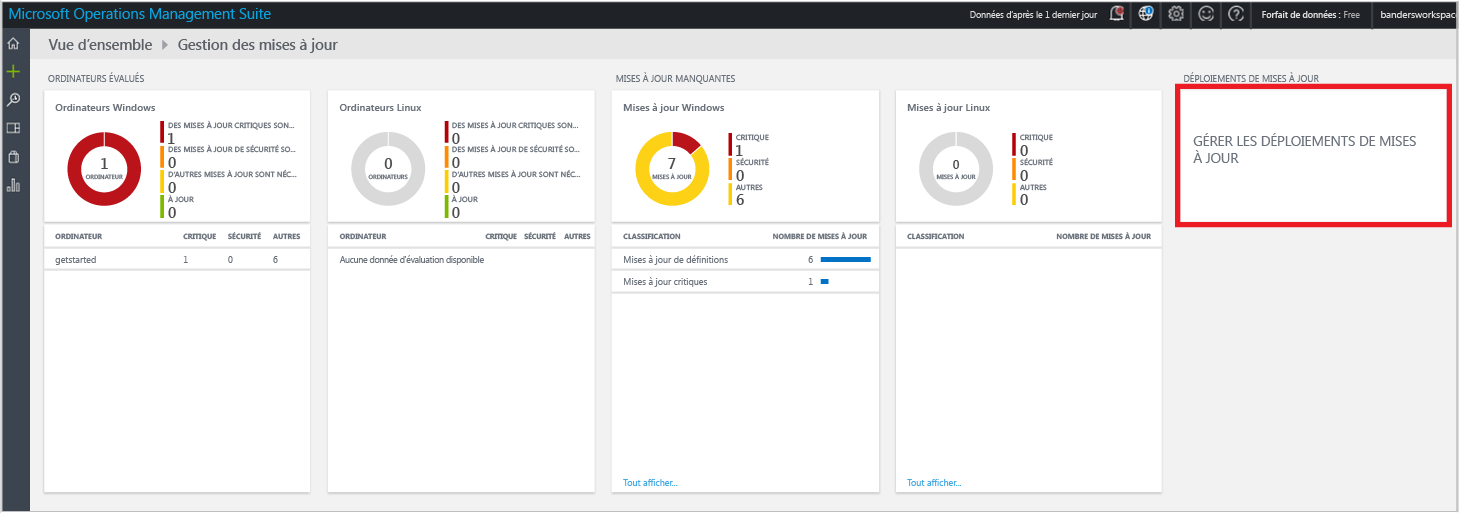 Microsoft Operations Management Suite
Données d'après le 1 dernier jour
Forfait de données : Free
bandersworkspace
Vue d'ensemble
Gestion des mises à jour
ORDINATEURS ÉVALUÉS
Ordinateurs Windows
1
ORDINATEUR
DES MISES À JOUR CRITIQUES SON...
1
DES MISES À JOUR DE SÉCURITÉ SO...
0
D'AUTRES MISES À JOUR SONT NÉC...
0
À JOUR
0
ORDINATEUR CRITIQUE SÉCURITÉ AUTRES
getstarted 1 0 6
Ordinateurs Linux
0
ORDINATEURS
DES MISES À JOUR CRITIQUES SON...
0
DES MISES À JOUR DE SÉCURITÉ SO...
0
D'AUTRES MISES À JOUR SONT NÉC...
0
À JOUR
0
ORDINATEUR CRITIQUE SÉCURITÉ AUTRES
Aucune donnée d'évaluation disponible
MISES À JOUR MANQUANTES
Mises à jour Windows
7
MISES À JOUR
CRITIQUE
1
SÉCURITÉ
0
AUTRES
6
CLASSIFICATION NOMBRE DE MISES À JOUR
Mises à jour de définitions 6
Mises à jour critiques 1
Tout afficher...
Mises à jour Linux
0
MISES À JOUR
CRITIQUE
0
SÉCURITÉ
0
AUTRES
0
CLASSIFICATION NOMBRE DE MISES À JOUR
Tout afficher...
DÉPLOIEMENTS DE MISES À JOUR
GÉRER LES DÉPLOIEMENTS DE MISES
À JOUR